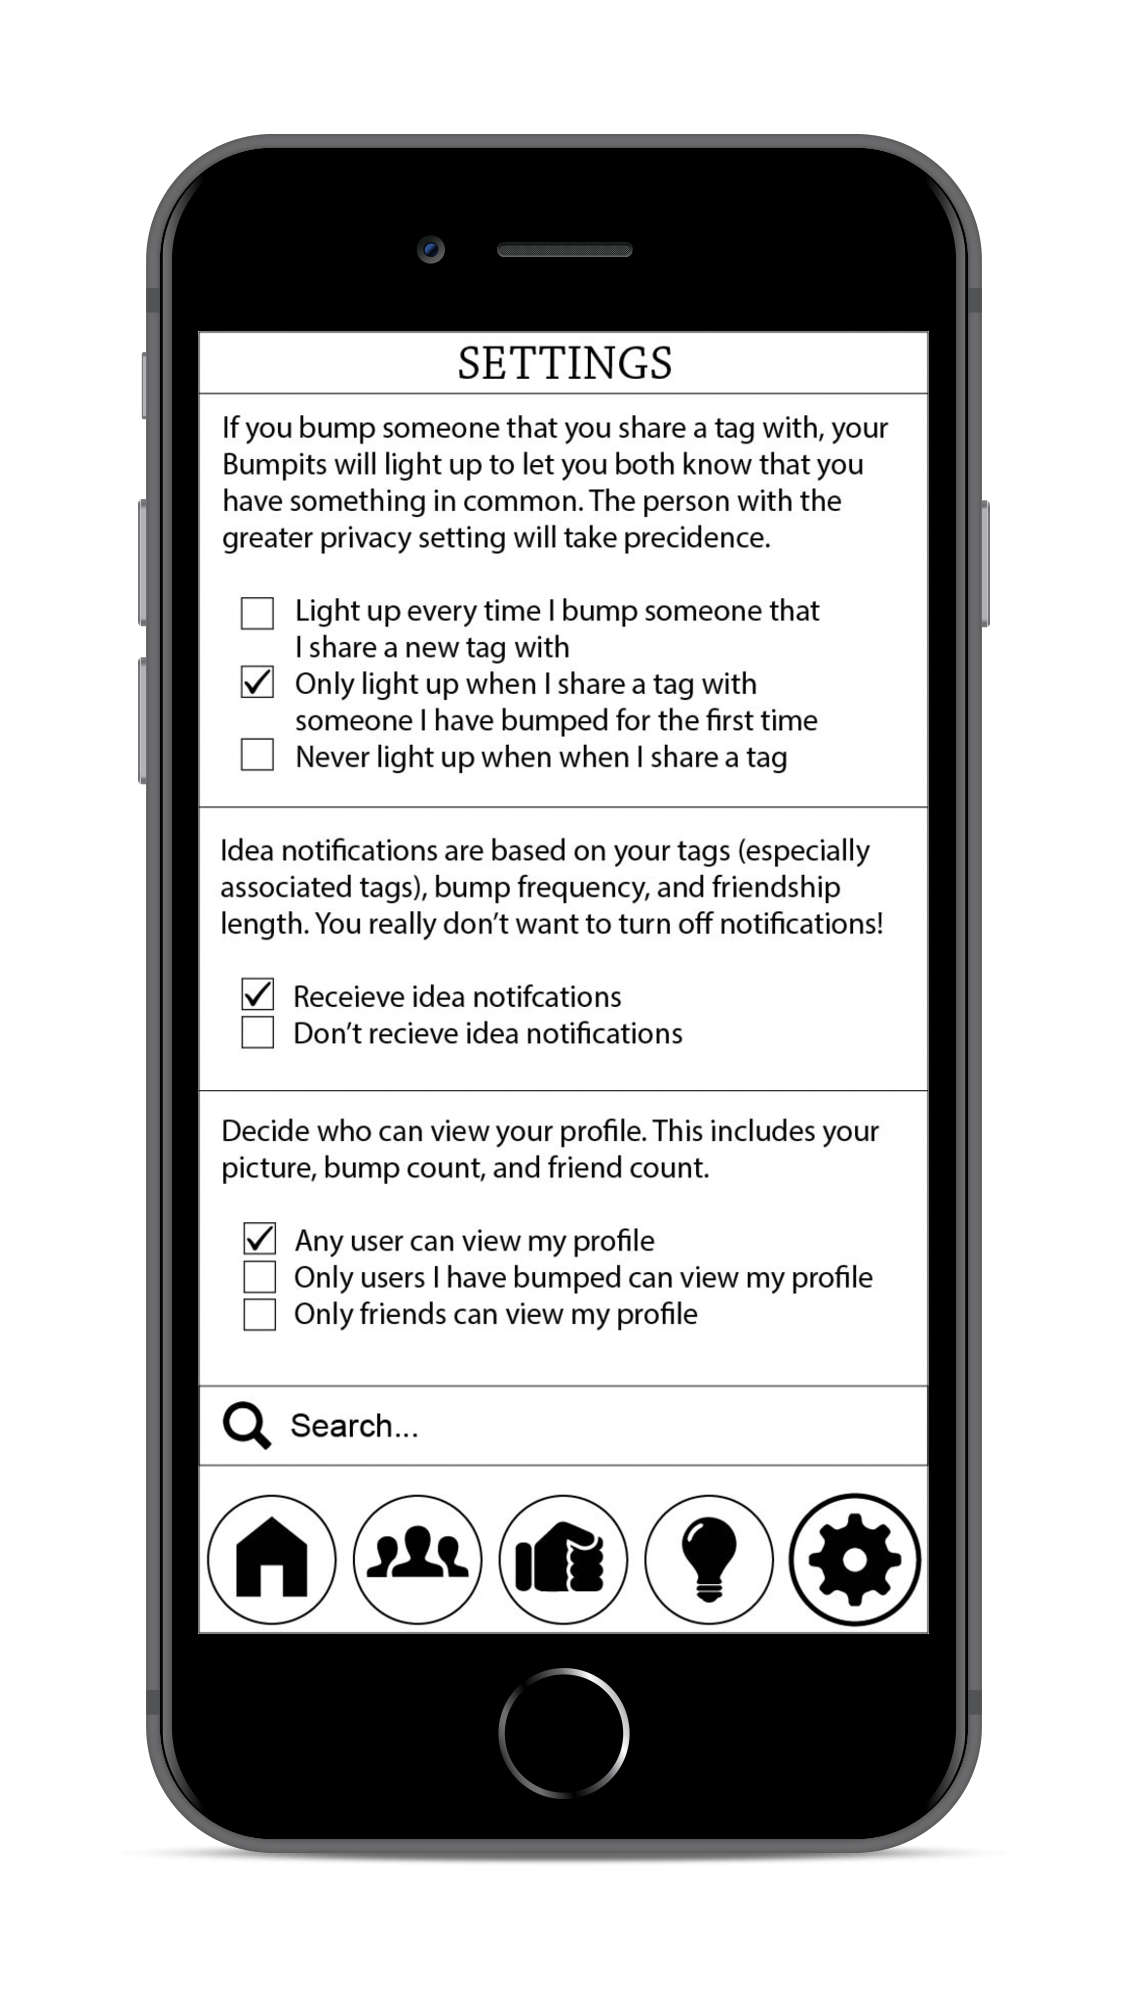 SETTINGS
If you bump someone that you share a tag with, your
Bumpits will light up to let you both know that you
have something in common. The person with the
greater privacy setting will take precidence.
Light up every time I bump someone that
I share a new tag with
Only light up when I share a tag with
someone I have bumped for the first time
Never light up when when I share a tag
Idea notifications are based on your tags (especially
associated tags), bump frequency, and friendship
length. You really don’t want to turn off notifications!
Receieve idea notifcations
Don’t recieve idea notifications
Decide who can view your profile. This includes your
picture, bump count, and friend count.
Any user can view my profile
Only users I have bumped can view my profile
Only friends can view my profile
Search...